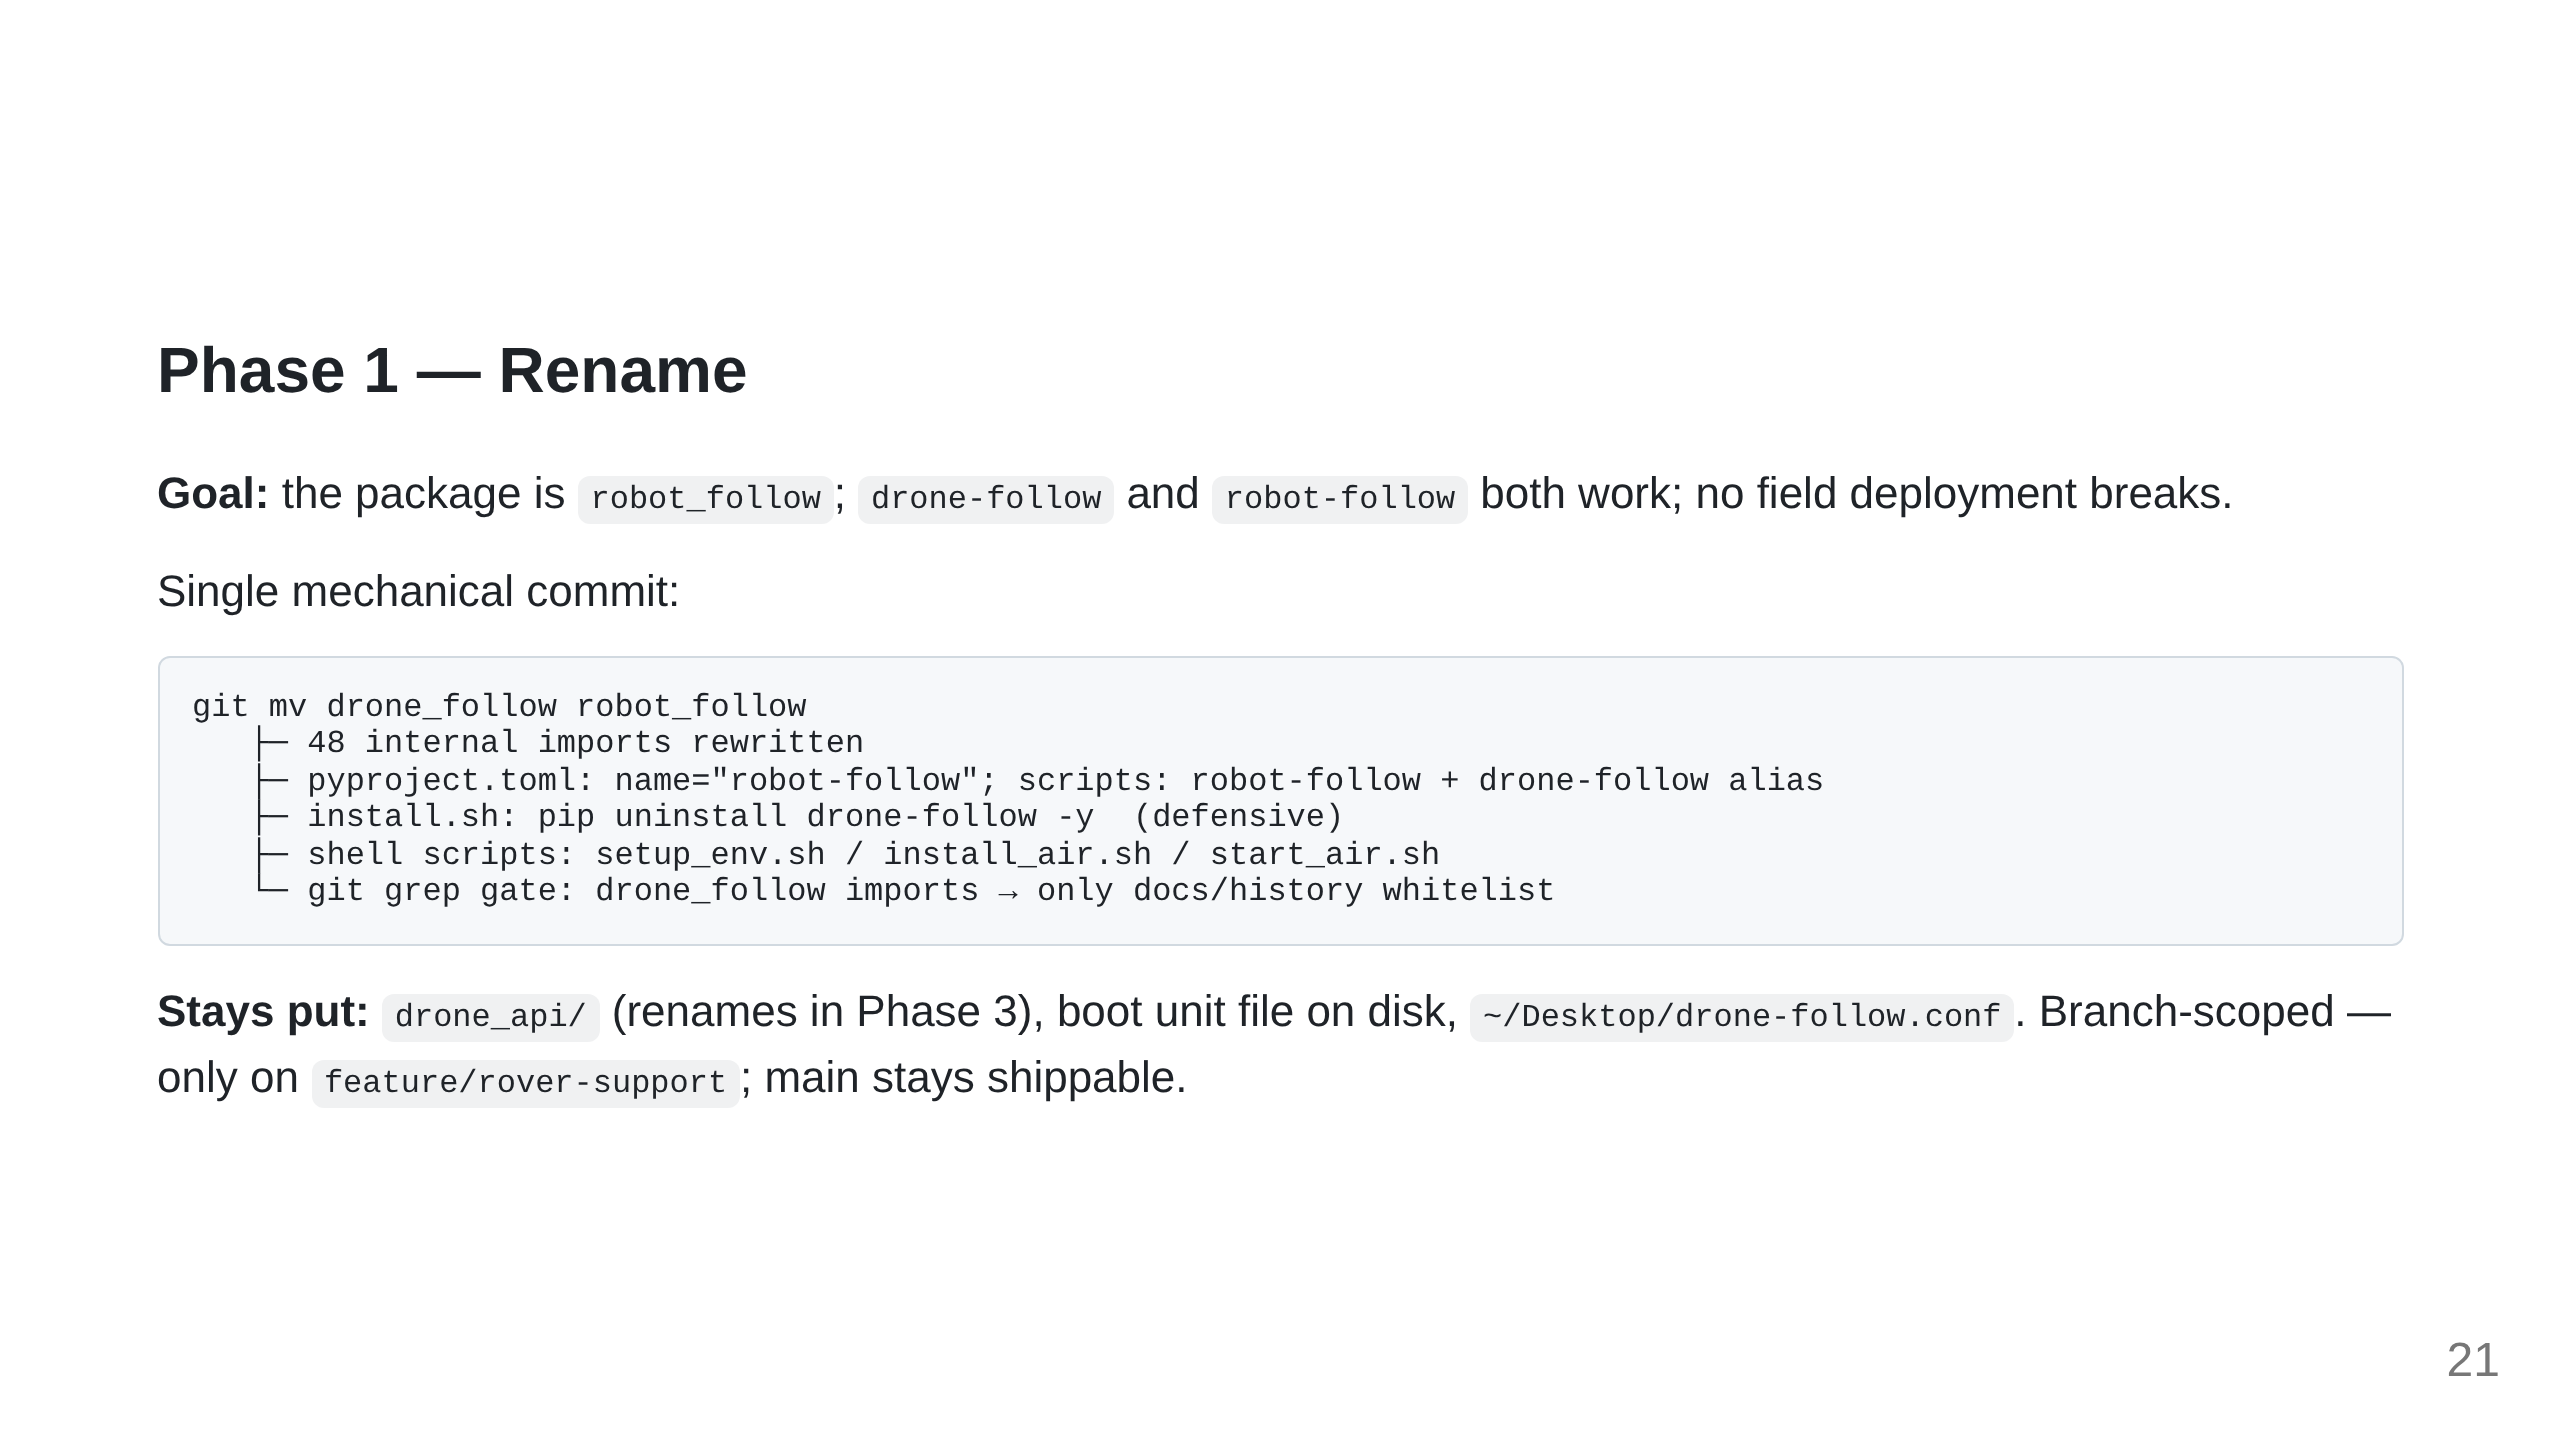 Phase 1 — Rename
Goal: the package is robot_follow; drone-follow and robot-follow both work; no field deployment breaks.
Single mechanical commit:
git mv drone_follow robot_follow
├─ 48 internal imports rewritten
├─ pyproject.toml: name="robot-follow"; scripts: robot-follow + drone-follow alias
├─ install.sh: pip uninstall drone-follow -y  (defensive)
├─ shell scripts: setup_env.sh / install_air.sh / start_air.sh
└─ git grep gate: drone_follow imports → only docs/history whitelist
Stays put: drone_api/ (renames in Phase 3), boot unit file on disk, ~/Desktop/drone-follow.conf. Branch-scoped —
only on feature/rover-support; main stays shippable.
21